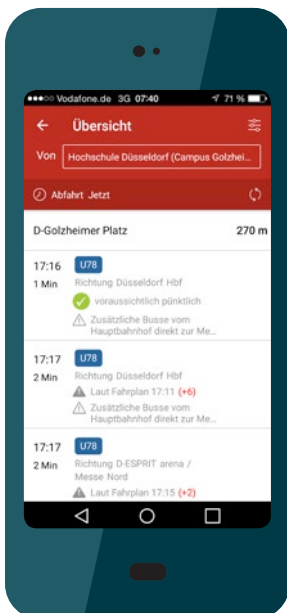 Vodafone.de 3G 07:40 71 %
Übersicht
Von Hochschule Düsseldorf (Campus Golzhei...
Abfahrt Jetzt
D-Golzheimer Platz 270 m
17:16 U78
1 Min Richtung Düsseldorf Hbf
voraussichtlich pünktlich
Zusätzliche Busse vom
Hauptbahnhof direkt zur Me...
17:17 U78
2 Min Richtung Düsseldorf Hbf
Laut Fahrplan 17:11 (+6)
Zusätzliche Busse vom
Hauptbahnhof direkt zur Me...
17:17 U78
2 Min Richtung D-ESPRIT arena /
Messe Nord
Laut Fahrplan 17:15 (+2)